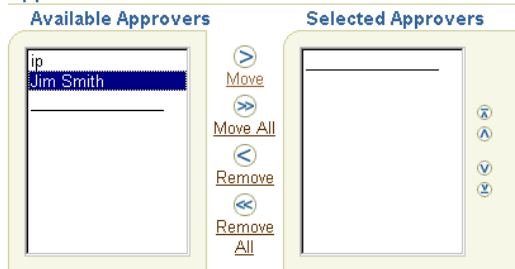 Available Approvers
Selected Approvers
ip
Jim Smith
Move
Move All
Remove
Remove All